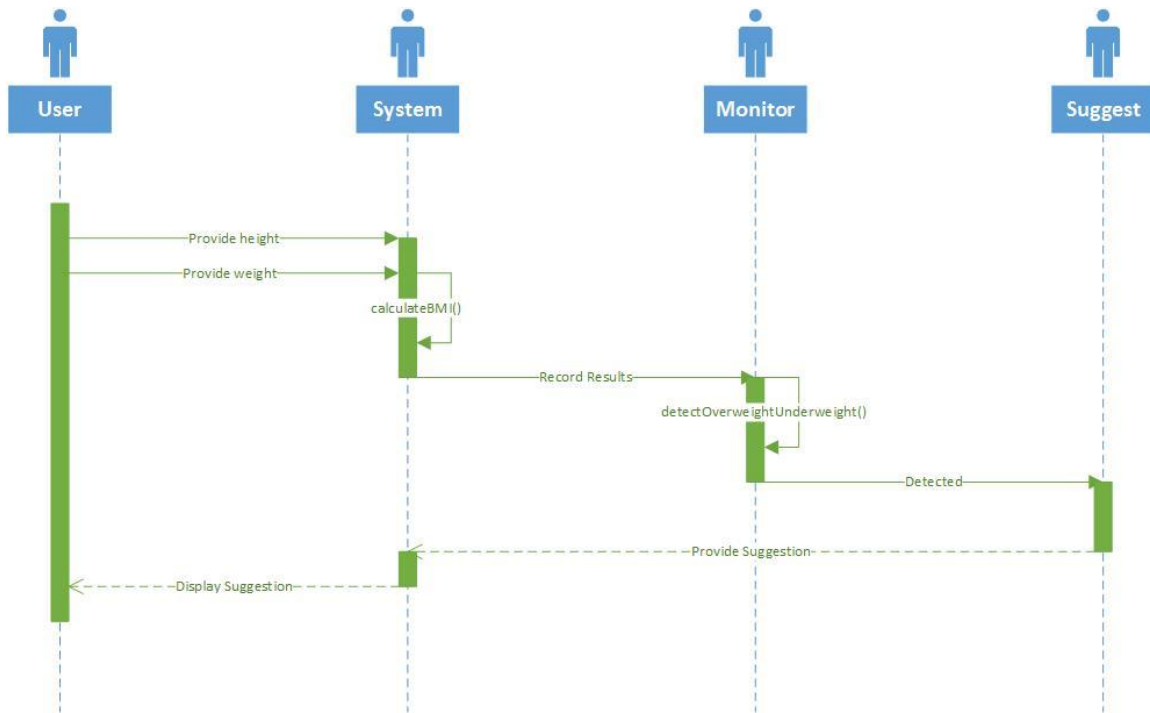 User
System
Monitor
Suggest
Provide height
Provide weight
calculateBMI()
Record Results
detectOverweightUnderweight()
Detected
Provide Suggestion
Display Suggestion